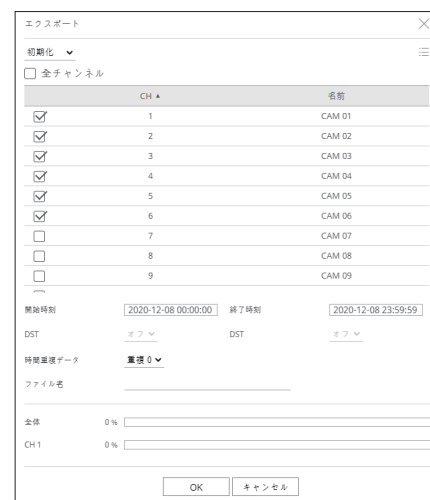 エクスポート
初期化
全チャンネル
CH ▲ 名前
1 CAM 01
2 CAM 02
3 CAM 03
4 CAM 04
5 CAM 05
6 CAM 06
7 CAM 07
8 CAM 08
9 CAM 09
開始時刻 2020-12-08 00:00:00 終了時刻 2020-12-08 23:59:59
DST オフ DST オフ
時間重複データ 重複 0
ファイル名
全体 0 %
CH 1 0 %
OK キャンセル